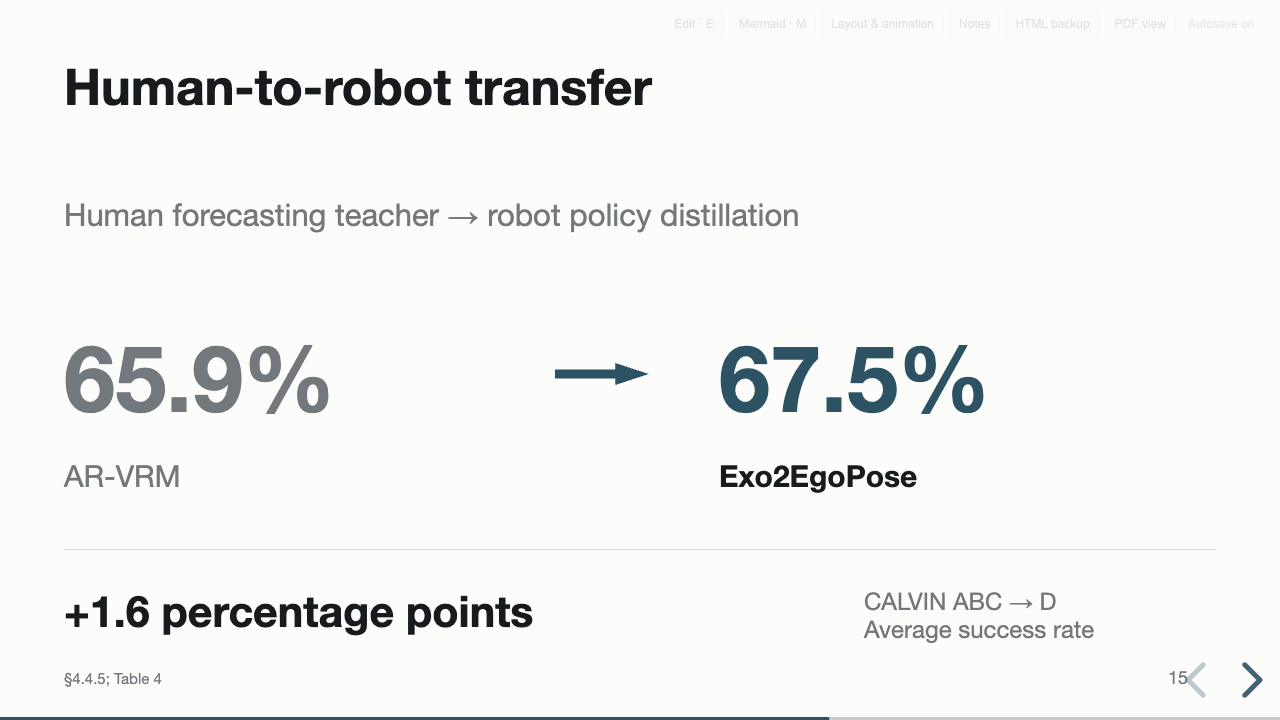 Edit · E Mermaid · M Layout & animation Notes HTML backup PDF view Autosave on
Human-to-robot transfer
Human forecasting teacher → robot policy distillation
65.9% → 67.5%
AR-VRM Exo2EgoPose
+1.6 percentage points
CALVIN ABC → D
Average success rate
§4.4.5; Table 4
15